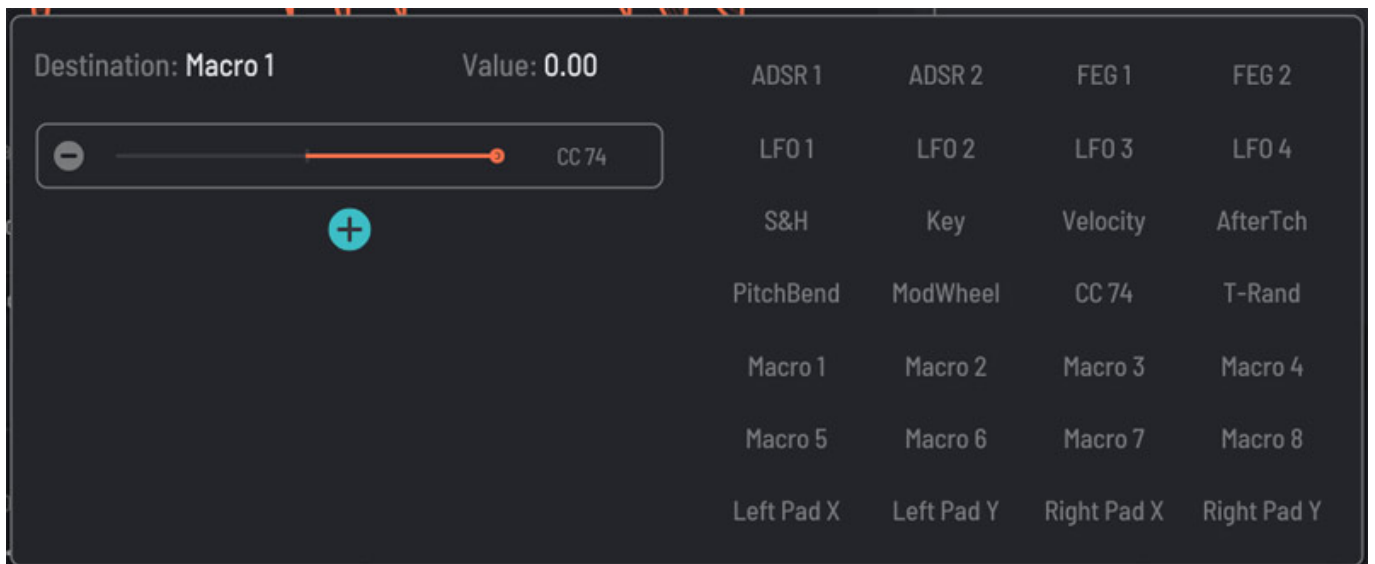 Destination: Macro 1 Value: 0.00
CC 74
ADSR 1 ADSR 2 FEG 1 FEG 2
LFO 1 LFO 2 LFO 3 LFO 4
S&H Key Velocity AfterTch
PitchBend ModWheel CC 74 T-Rand
Macro 1 Macro 2 Macro 3 Macro 4
Macro 5 Macro 6 Macro 7 Macro 8
Left Pad X Left Pad Y Right Pad X Right Pad Y